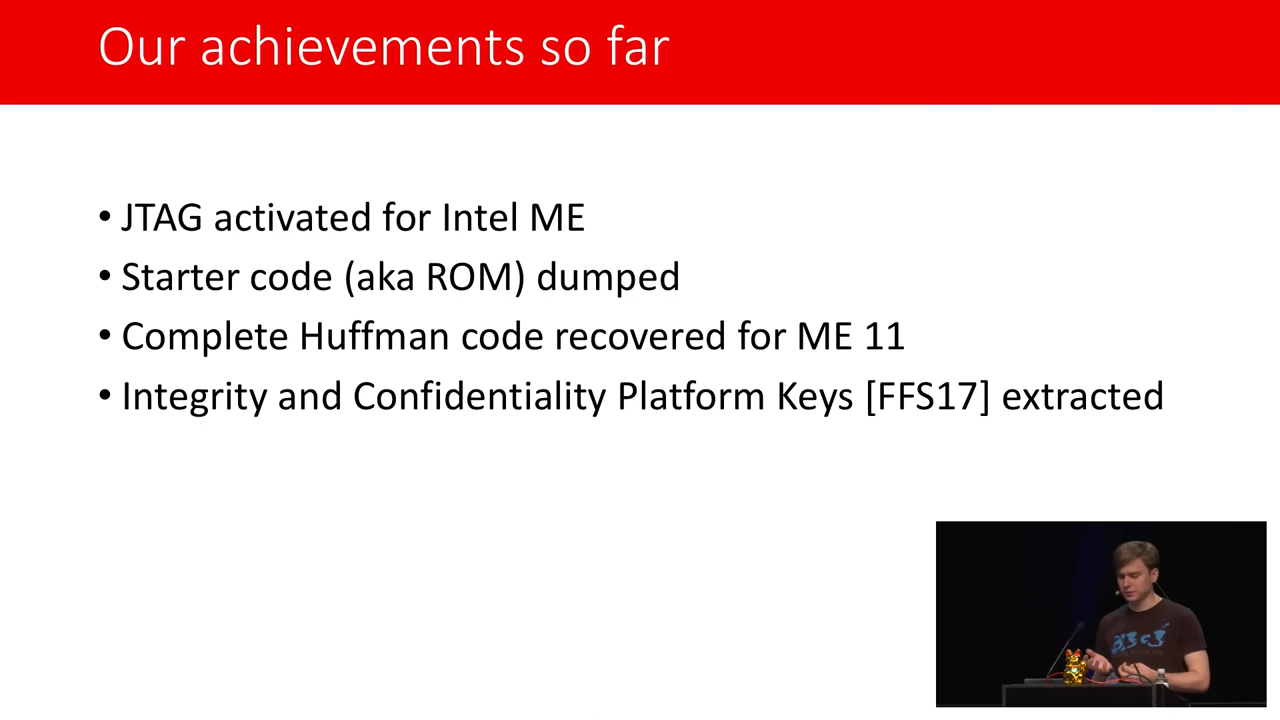 Our achievements so far
• JTAG activated for Intel ME
• Starter code (aka ROM) dumped
• Complete Huffman code recovered for ME 11
• Integrity and Confidentiality Platform Keys [FFS17] extracted